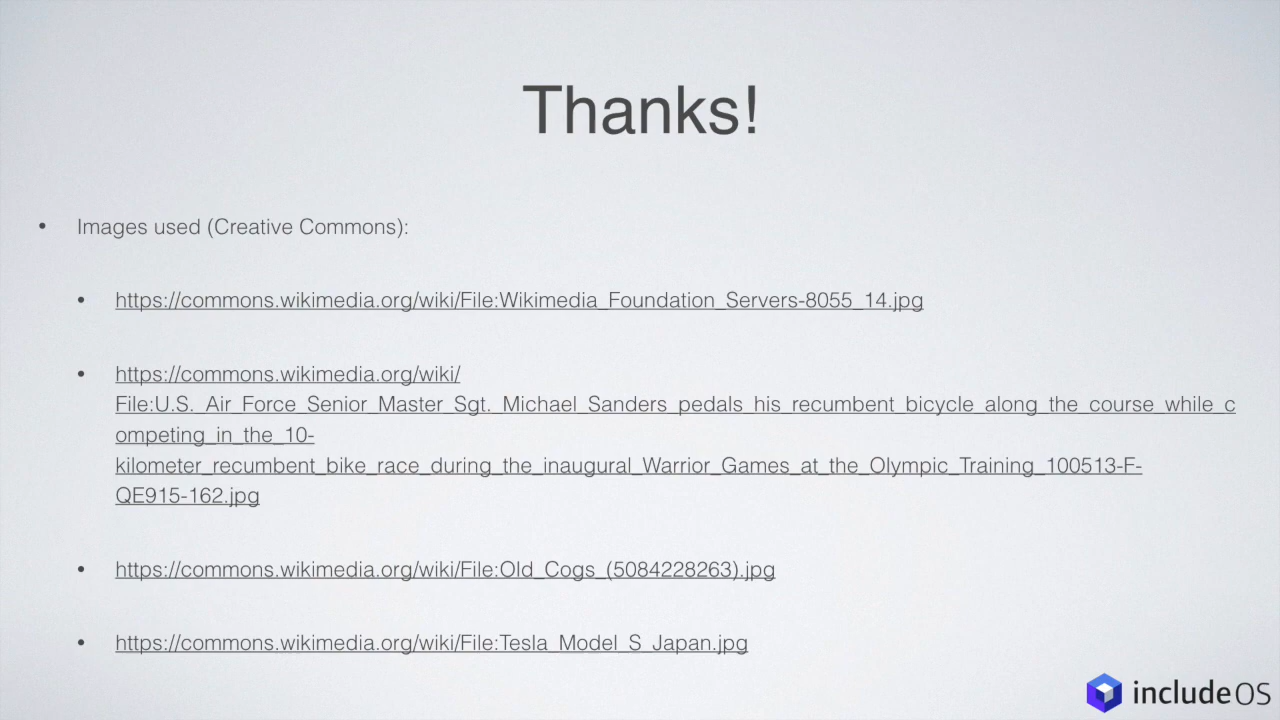 Thanks!
• Images used (Creative Commons):
• https://commons.wikimedia.org/wiki/File:Wikimedia_Foundation_Servers-8055_14.jpg
• https://commons.wikimedia.org/wiki/
File:U.S._Air_Force_Senior_Master_Sgt._Michael_Sanders_pedals_his_recumbent_bicycle_along_the_course_while_c
ompeting_in_the_10-
kilometer_recumbent_bike_race_during_the_inaugural_Warrior_Games_at_the_Olympic_Training_100513-F-
QE915-162.jpg
• https://commons.wikimedia.org/wiki/File:Old_Cogs_(5084228263).jpg
• https://commons.wikimedia.org/wiki/File:Tesla_Model_S_Japan.jpg
includeOS